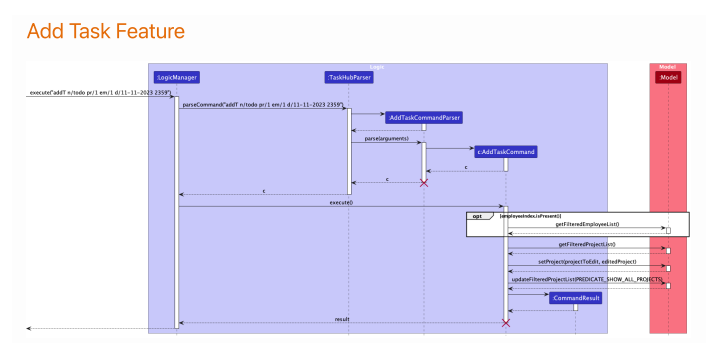 Add Task Feature
Logic
Model
:LogicManager
:TaskHubParser
:Model
execute("addT n/todo pr/1 em/1 d/11-11-2023 2359")
parseCommand("addT n/todo pr/1 em/1 d/11-11-2023 2359")
:AddTaskCommandParser
parse(arguments)
c:AddTaskCommand
c
c
c
execute()
opt
[employeeIndex.isPresent()]
getFilteredEmployeeList()
getFilteredProjectList()
setProject(projectToEdit, editedProject)
updateFilteredProjectList(PREDICATE_SHOW_ALL_PROJECTS)
:CommandResult
result